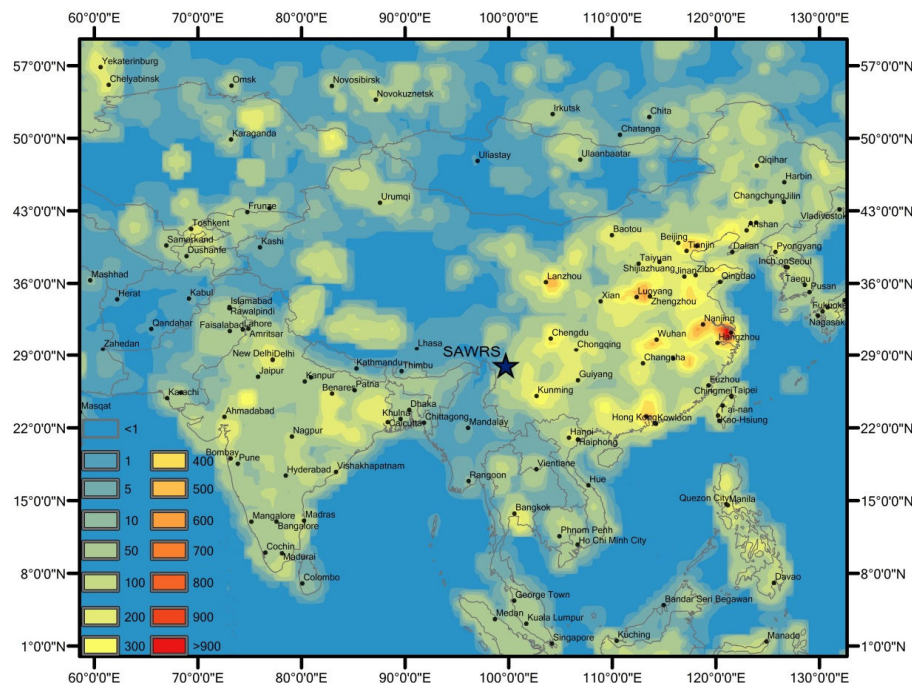 60°0'0"E 70°0'0"E 80°0'0"E 90°0'0"E 100°0'0"E 110°0'0"E 120°0'0"E 130°0'0"E
57°0'0"N Yekaterinburg 57°0'0"N
Chelyabinsk Omsk Novosibirsk
Novokuznetsk
Irkutsk Chita
50°0'0"N Karaganda Chatanga 50°0'0"N
Uliastay Ulaanbaatar Qiqihar
Harbin
Urumqi Changchung Jilin
43°0'0"N Frunze Vladivostok 43°0'0"N
Toshkent Anshan
Samarkand Kashi Baotou Beijing
Dushanfe Tianjin Dalian Pyongyang
Taiyuan Inch on Seoul
Mashhad Shijiazhuang Jinan Zibo
36°0'0"N Lanzhou Qingdao Taegu 36°0'0"N
Herat Kabul Luoyang Pusan
Islamabad Xian Zhengzhou
Rawalpindi Fukuoka
Qandahar Faisalabad Lahore Nanjing Nagasaki
Amritsar Chengdu Wuhan Hangzhou
Zahedan Lhasa SAWRS Chongqing
29°0'0"N New Delhi Delhi Kathmandu Changsha 29°0'0"N
Jaipur Thimbu
Kanpur Patna Guiyang
Karachi Benares Kunming Fuzhou
Masqat Dhaka Chingmei Taipei
Ahmadabad Khulna Chittagong Hong Kong Kowloon Tai-nan
22°0'0"N <1 Calcutta Mandalay Hanoi Kao-Hsiung 22°0'0"N
Nagpur Haiphong
Bombay
1 400 Pune Vishakhapatnam Vientiane
Hyderabad Rangoon Hue
15°0'0"N 5 500 Quezon City Manila 15°0'0"N
Mangalore Madras Bangkok
10 600 Bangalore
Phnom Penh
50 700 Cochin Ho Chi Minh City
Madurai
8°0'0"N 100 800 Colombo Davao 8°0'0"N
George Town
200 900 Medan Bandar Seri Begawan
Kuala Lumpur
1°0'0"N 300 >900 Singapore Kuching Manado 1°0'0"N
60°0'0"E 70°0'0"E 80°0'0"E 90°0'0"E 100°0'0"E 110°0'0"E 120°0'0"E 130°0'0"E